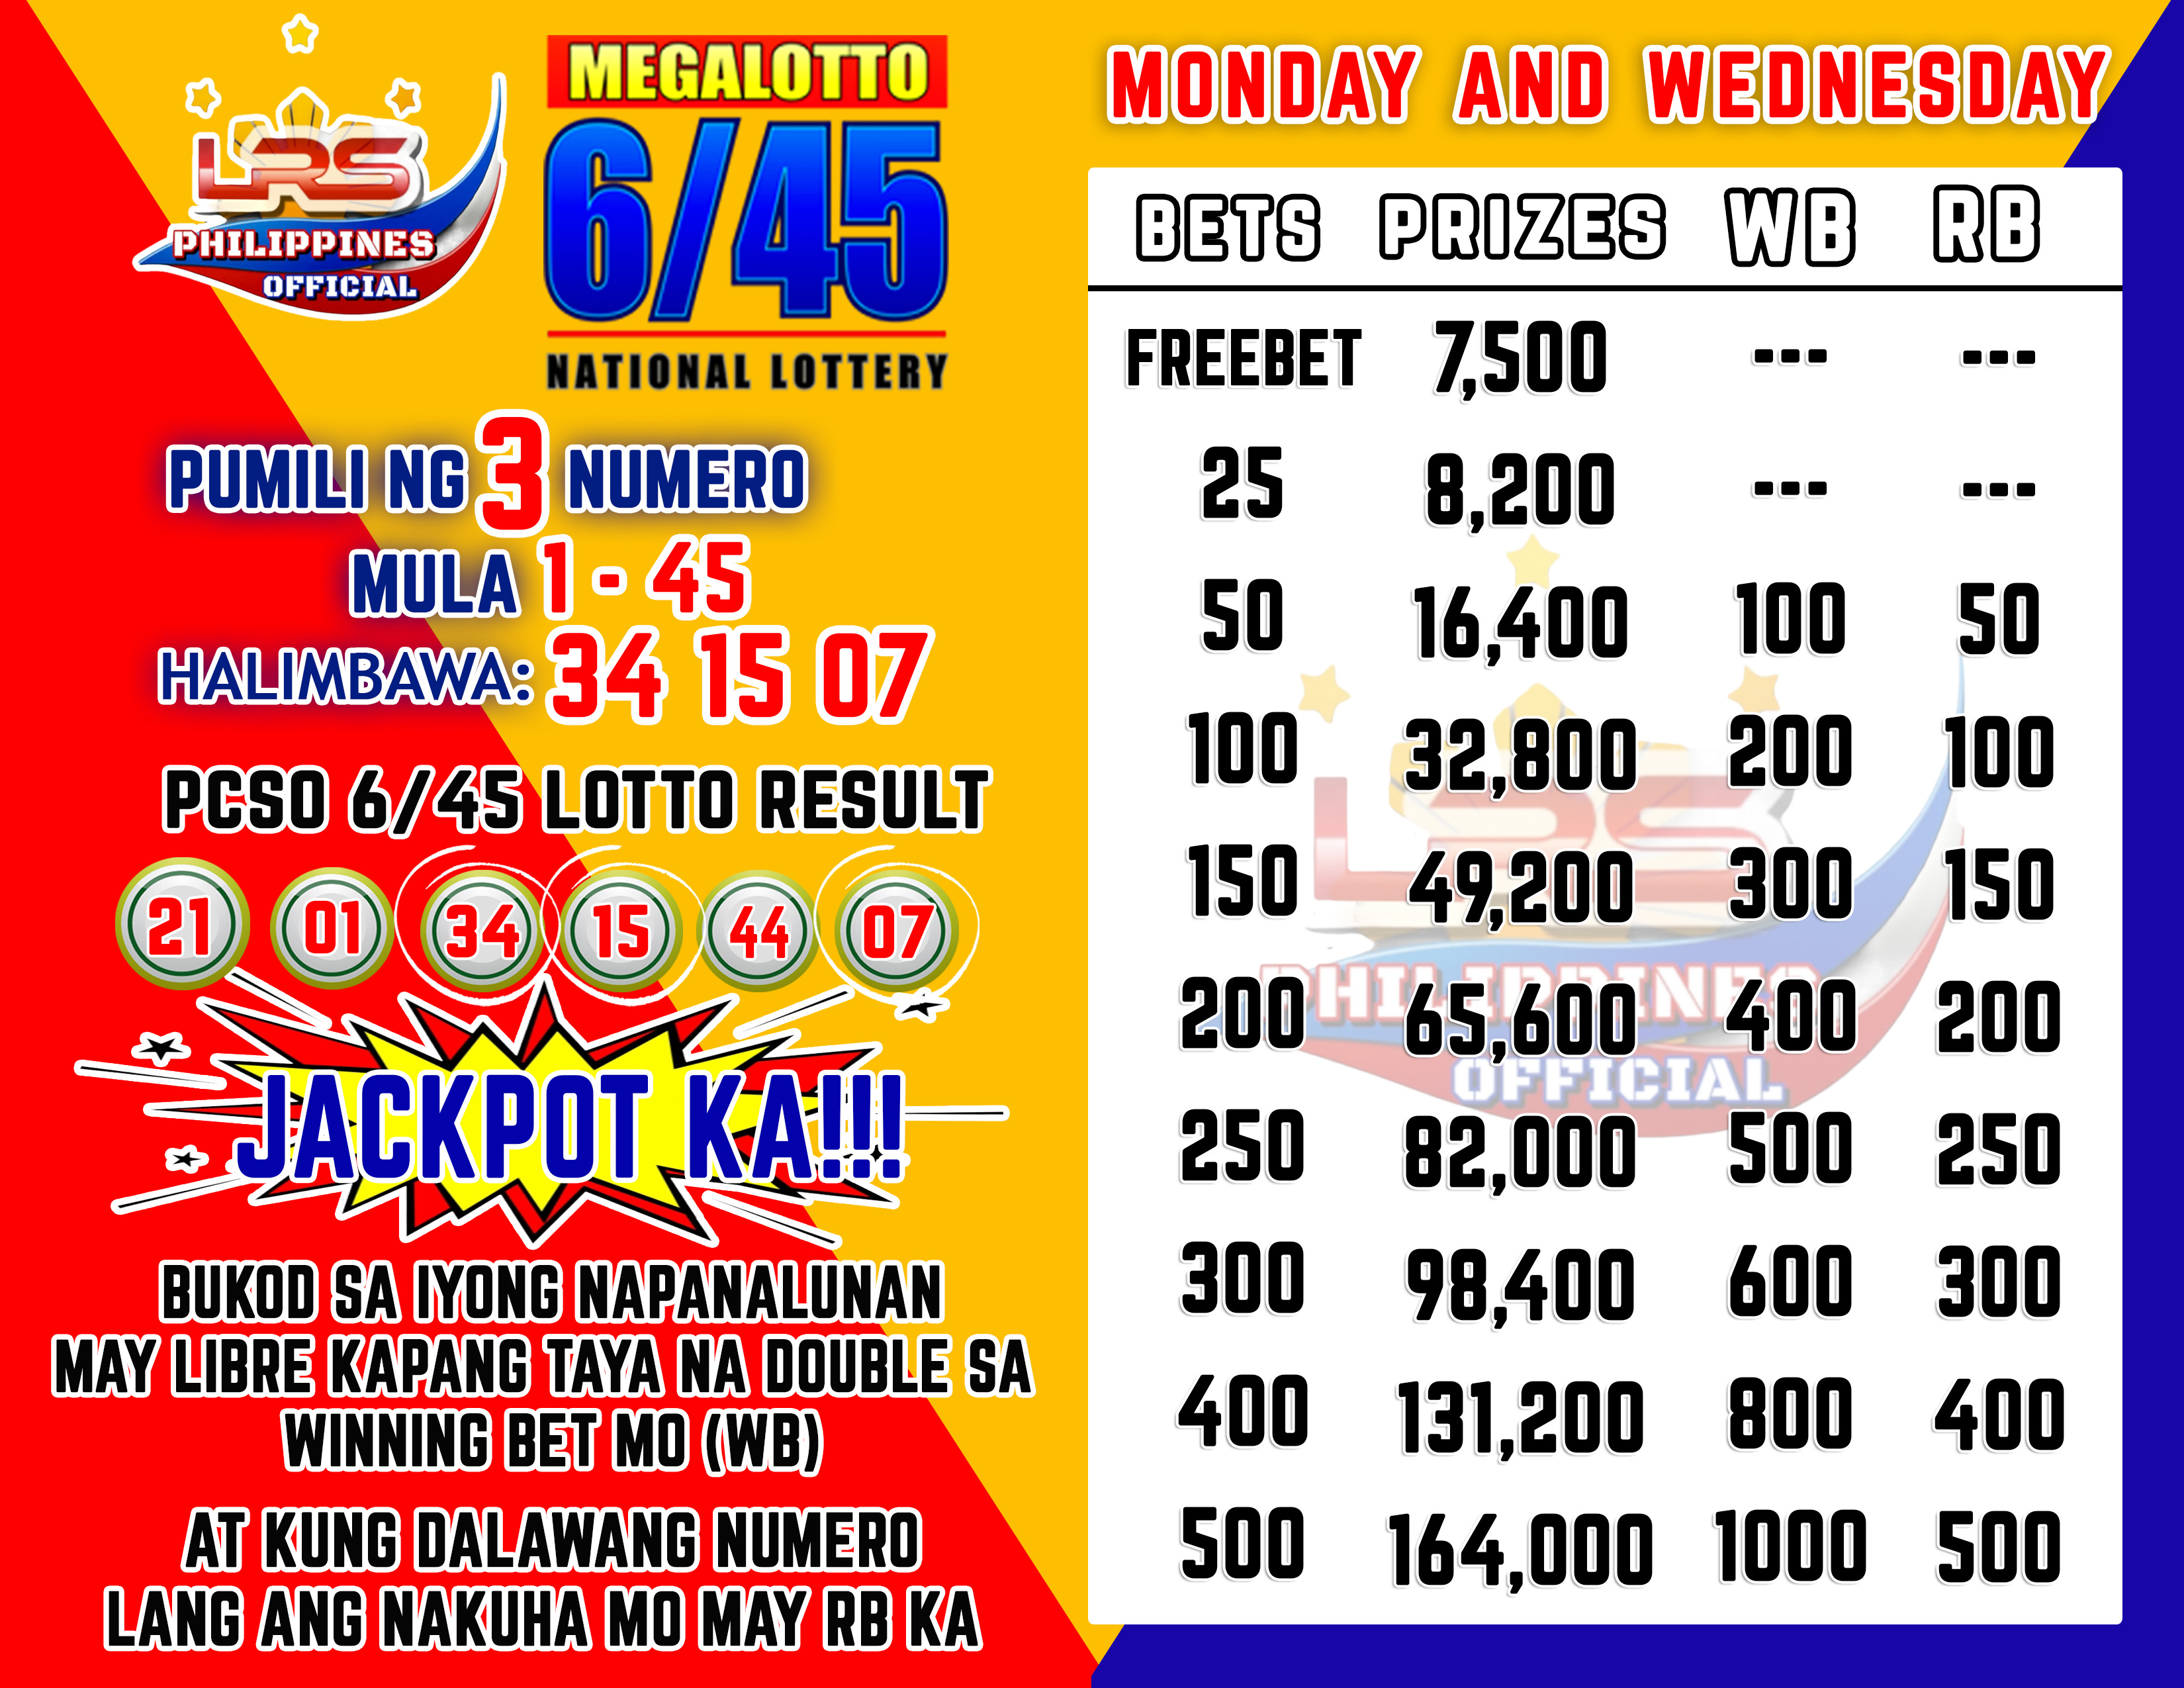 LRS
PHILIPPINES
OFFICIAL
MEGALOTTO
6/45
NATIONAL LOTTERY
PUMILI NG 3 NUMERO
MULA 1 - 45
HALIMBAWA: 34 15 07
PCSO 6/45 LOTTO RESULT
21 01 34 15 44 07
JACKPOT KA!!!
BUKOD SA IYONG NAPANALUNAN
MAY LIBRE KAPANG TAYA NA DOUBLE SA
WINNING BET MO (WB)
AT KUNG DALAWANG NUMERO
LANG ANG NAKUHA MO MAY RB KA
MONDAY AND WEDNESDAY
BETS PRIZES WB RB
FREEBET 7,500 --- ---
25 8,200 --- ---
50 16,400 100 50
100 32,800 200 100
150 49,200 300 150
200 65,600 400 200
250 82,000 500 250
300 98,400 600 300
400 131,200 800 400
500 164,000 1000 500
LRS
PHILIPPINES
OFFICIAL